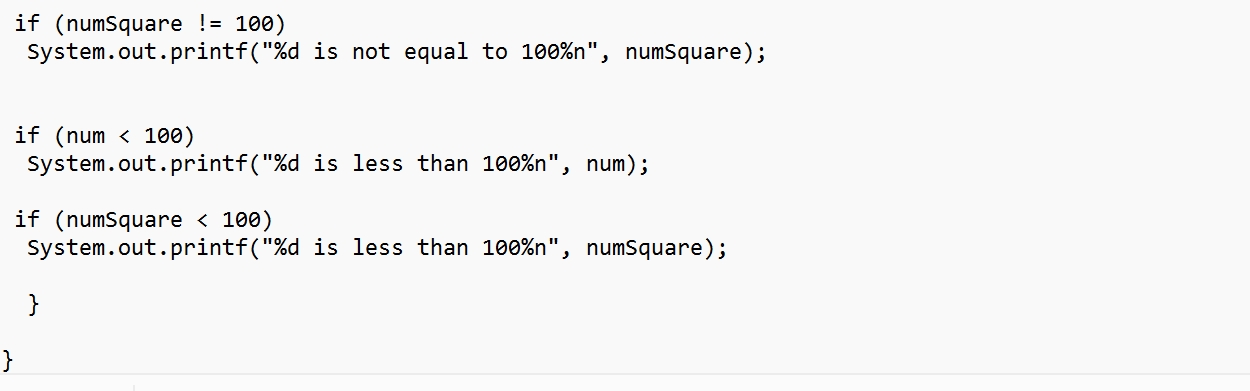 if (numSquare != 100)
System.out.printf("%d is not equal to 100%n", numSquare);
if (num < 100)
System.out.printf("%d is less than 100%n", num);
if (numSquare < 100)
System.out.printf("%d is less than 100%n", numSquare);
}
}